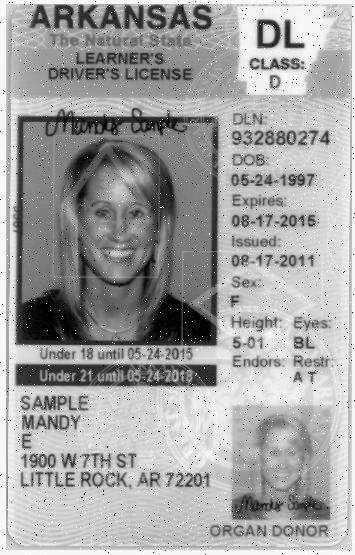 ARKANSAS
The Natural State
LEARNER'S
DRIVER'S LICENSE
DL
CLASS:
D
Mandy Sample
DLN:
932880274
DOB:
05-24-1997
Expires:
08-17-2015
Issued:
08-17-2011
Sex:
F
Height: Eyes:
5-01 BL
Endors: Restr:
A T
Under 18 until 05-24-2015
Under 21 until 05-24-2018
SAMPLE
MANDY
E
1900 W 7TH ST
LITTLE ROCK, AR 72201
Mandy Sample
ORGAN DONOR